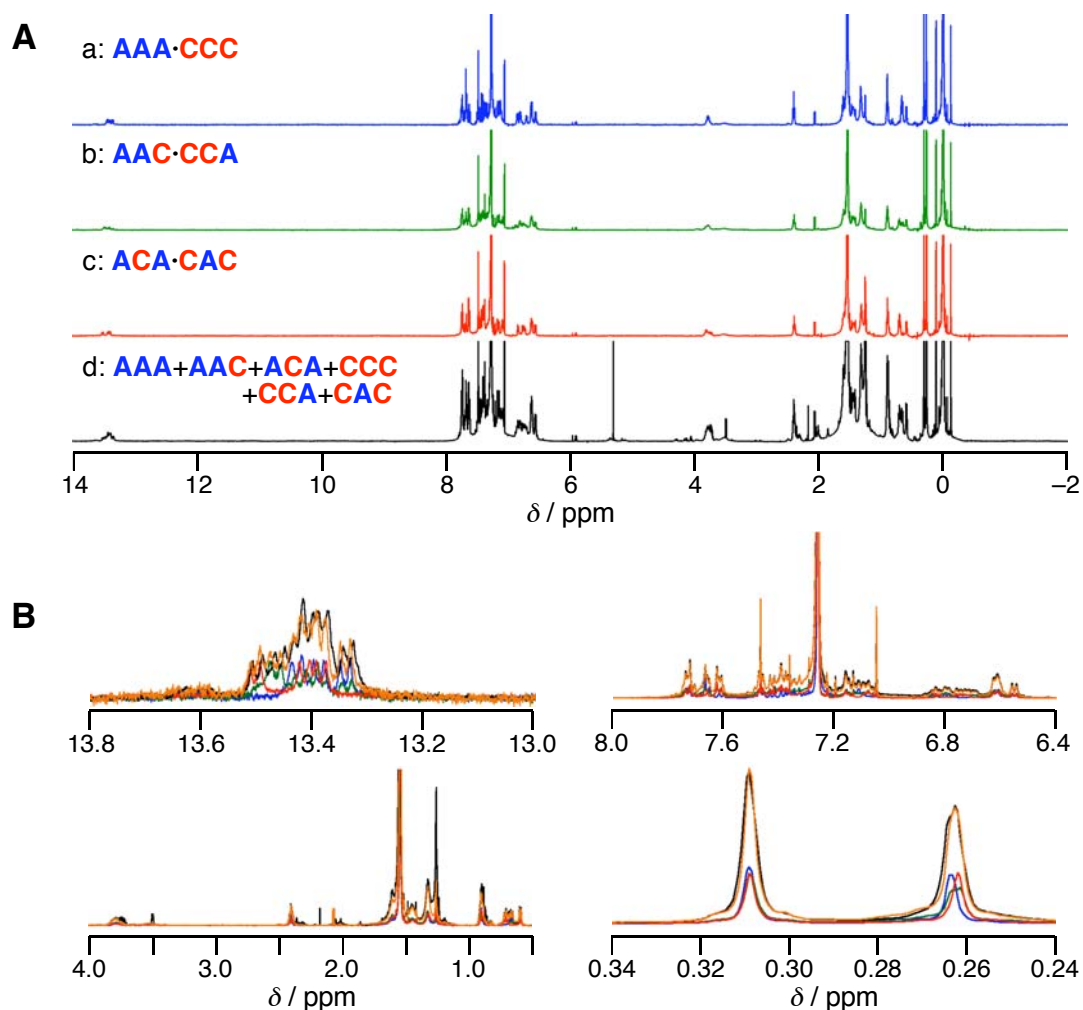 A
a: AAA·CCC
b: AAC·CCA
c: ACA·CAC
d: AAA+AAC+ACA+CCC
+CCA+CAC
14 12 10 8 6 4 2 0 –2
δ / ppm
B
13.8 13.6 13.4 13.2 13.0
8.0 7.6 7.2 6.8 6.4
4.0 3.0 2.0 1.0
δ / ppm
0.34 0.32 0.30 0.28 0.26 0.24
δ / ppm